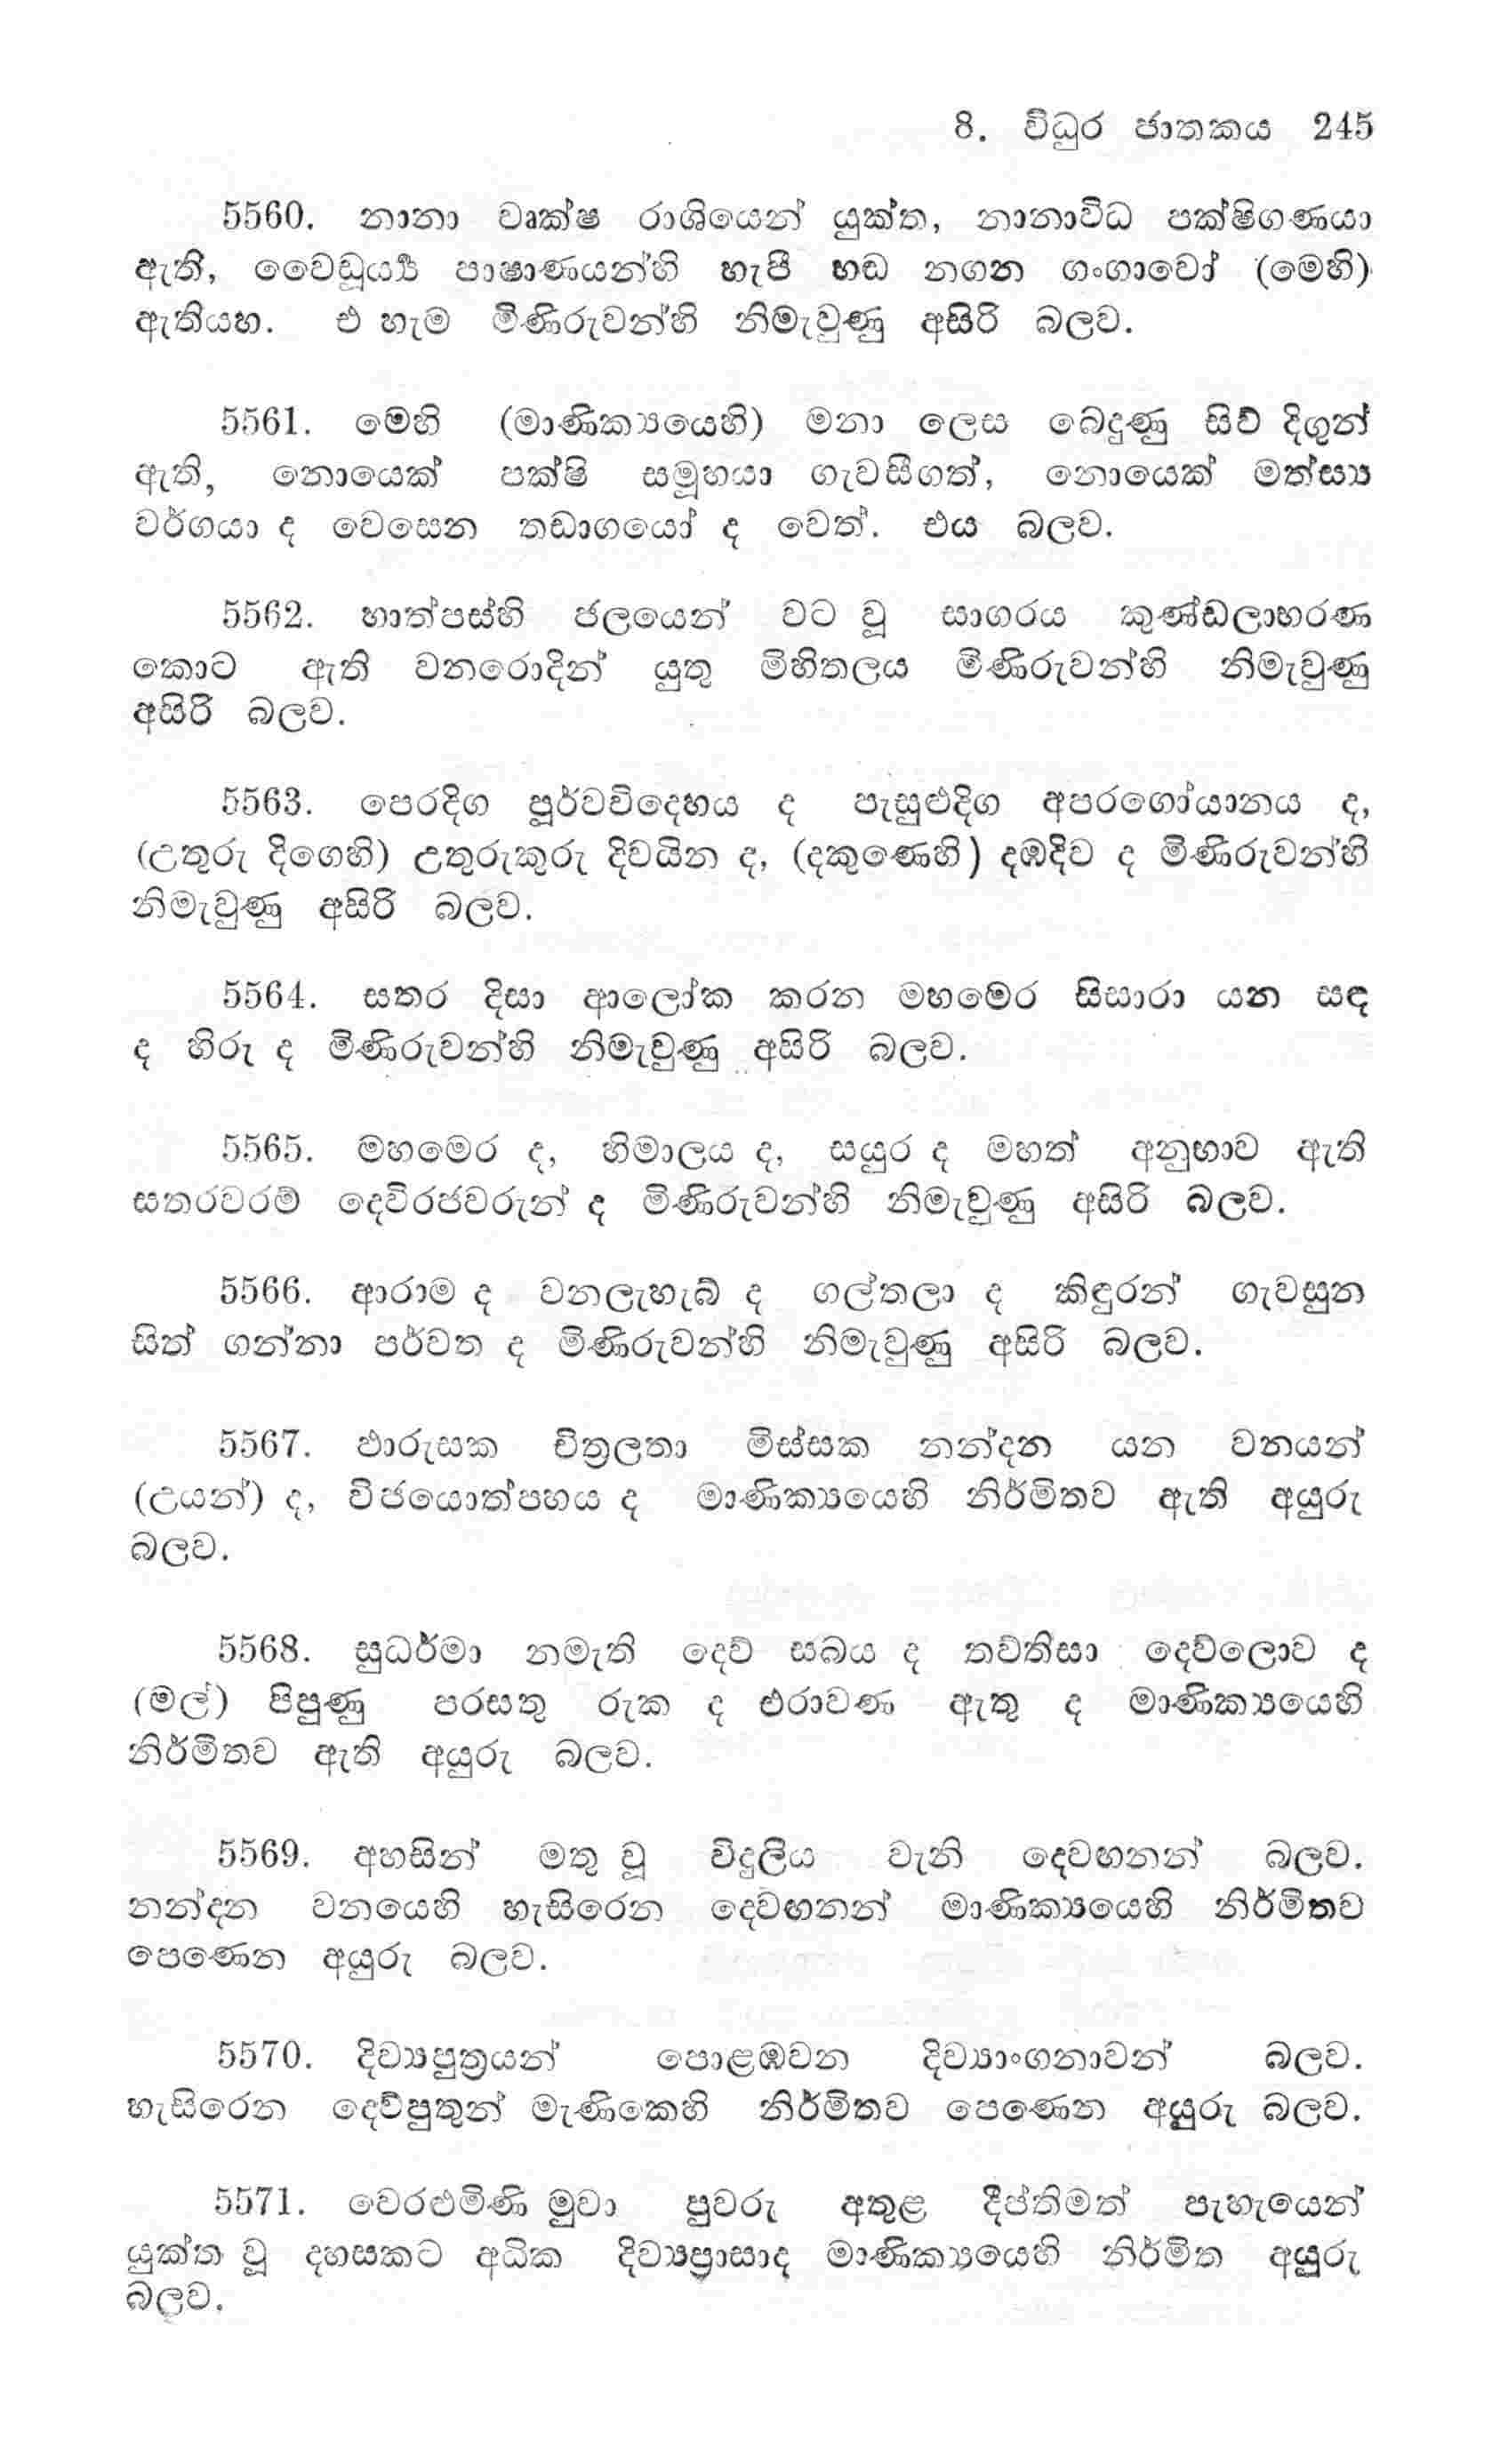 8. විධුර ජාතකය 245
5560. නානා වෘක්ෂ රාශියෙන් යුක්ත, නානාවිධ පක්ෂිගණයා
ඇති, වෛඩූර්‍ය්‍ය පාෂාණයන්හි හැපී හඬ නගන ගංගාවෝ (මෙහි)
ඇතියහ. එ හැම මිණිරුවන්හි නිමැවුණු අසිරි බලව.
5561. මෙහි (මාණික්‍යයෙහි) මනා ලෙස බෙදුණු සිව් දිගුන්
ඇති, නොයෙක් පක්ෂි සමූහයා ගැවසීගත්, නොයෙක් මත්ස්‍ය
වර්ගයා ද වෙසෙන තඩාගයෝ ද වෙත්. එය බලව.
5562. හාත්පස්හි ජලයෙන් වට වූ සාගරය කුණ්ඩලාභරණ
කොට ඇති වනරොදින් යුතු මිහිතලය මිණිරුවන්හි නිමැවුණු
අසිරි බලව.
5563. පෙරදිග පූර්වවිදෙහය ද පැසුළුදිග අපරගෝයානය ද,
(උතුරු දිගෙහි) උතුරුකුරු දිවයින ද, (දකුණෙහි) දඹදිව ද මිණිරුවන්හි
නිමැවුණු අසිරි බලව.
5564. සතර දිසා ආලෝක කරන මහමෙර සිසාරා යන සඳ
ද හිරු ද මිණිරුවන්හි නිමැවුණු අසිරි බලව.
5565. මහමෙර ද, හිමාලය ද, සයුර ද මහත් අනුභාව ඇති
සතරවරම් දෙවිරජවරුන් ද මිණිරුවන්හි නිමැවුණු අසිරි බලව.
5566. ආරාම ද වනලැහැබ් ද ගල්තලා ද කිඳුරන් ගැවසුන
සිත් ගන්නා පර්වත ද මිණිරුවන්හි නිමැවුණු අසිරි බලව.
5567. ඵාරුසක චිත්‍රලතා මිස්සක නන්දන යන වනයන්
(උයන්) ද, විජයොත්පහය ද මාණික්‍යයෙහි නිර්මිතව ඇති අයුරු
බලව.
5568. සුධර්මා නමැති දෙව් සබය ද තව්තිසා දෙව්ලොව ද
(මල්) පිපුණු පරසතු රුක ද එරාවණ ඇතු ද මාණික්‍යයෙහි
නිර්මිතව ඇති අයුරු බලව.
5569. අහසින් මතු වූ විදුලිය වැනි දෙවඟනන් බලව.
නන්දන වනයෙහි හැසිරෙන දෙවඟනන් මාණික්‍යයෙහි නිර්මිතව
පෙණෙන අයුරු බලව.
5570. දිව්‍යපුත්‍රයන් පොළඹවන දිව්‍යාංගනාවන් බලව.
හැසිරෙන දෙව්පුතුන් මැණිකෙහි නිර්මිතව පෙණෙන අයුරු බලව.
5571. වෙරළුමිණි මුවා පුවරු අතුළ දීප්තිමත් පැහැයෙන්
යුක්ත වූ දහසකට අධික දිව්‍යප්‍රාසාද මාණික්‍යයෙහි නිර්මිත අයුරු
බලව.